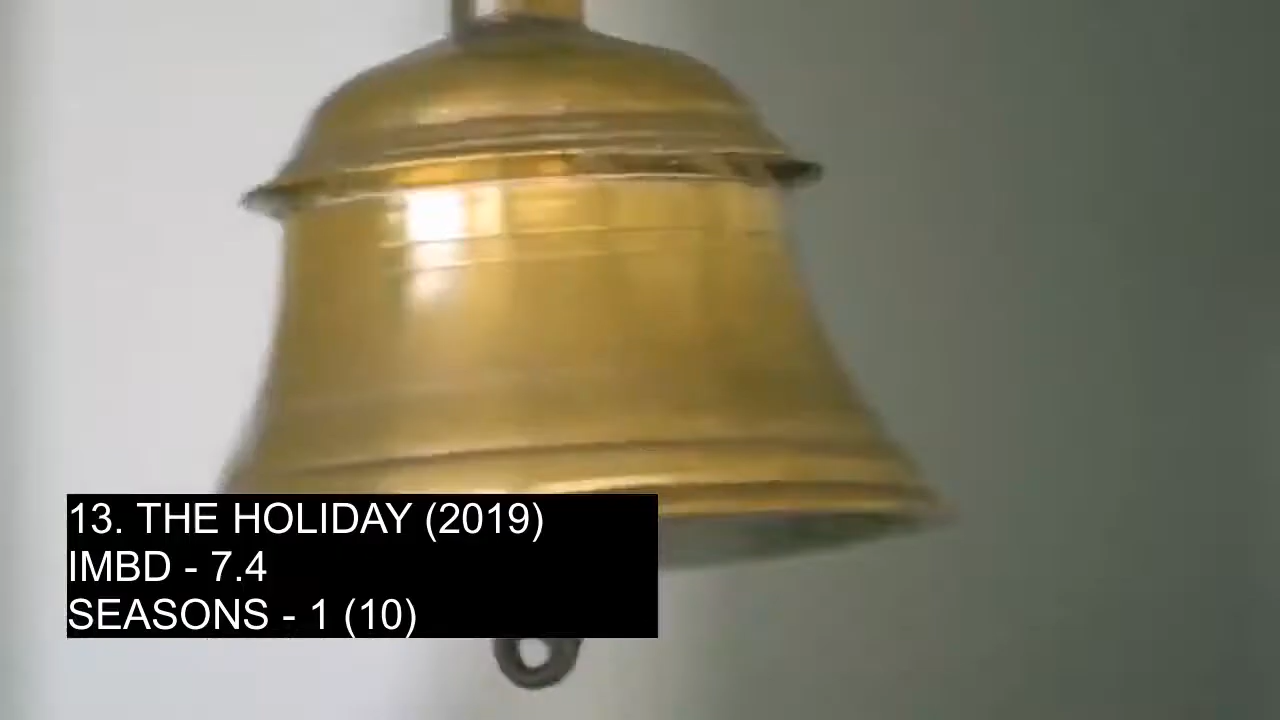 13. THE HOLIDAY (2019)
IMBD - 7.4
SEASONS - 1 (10)